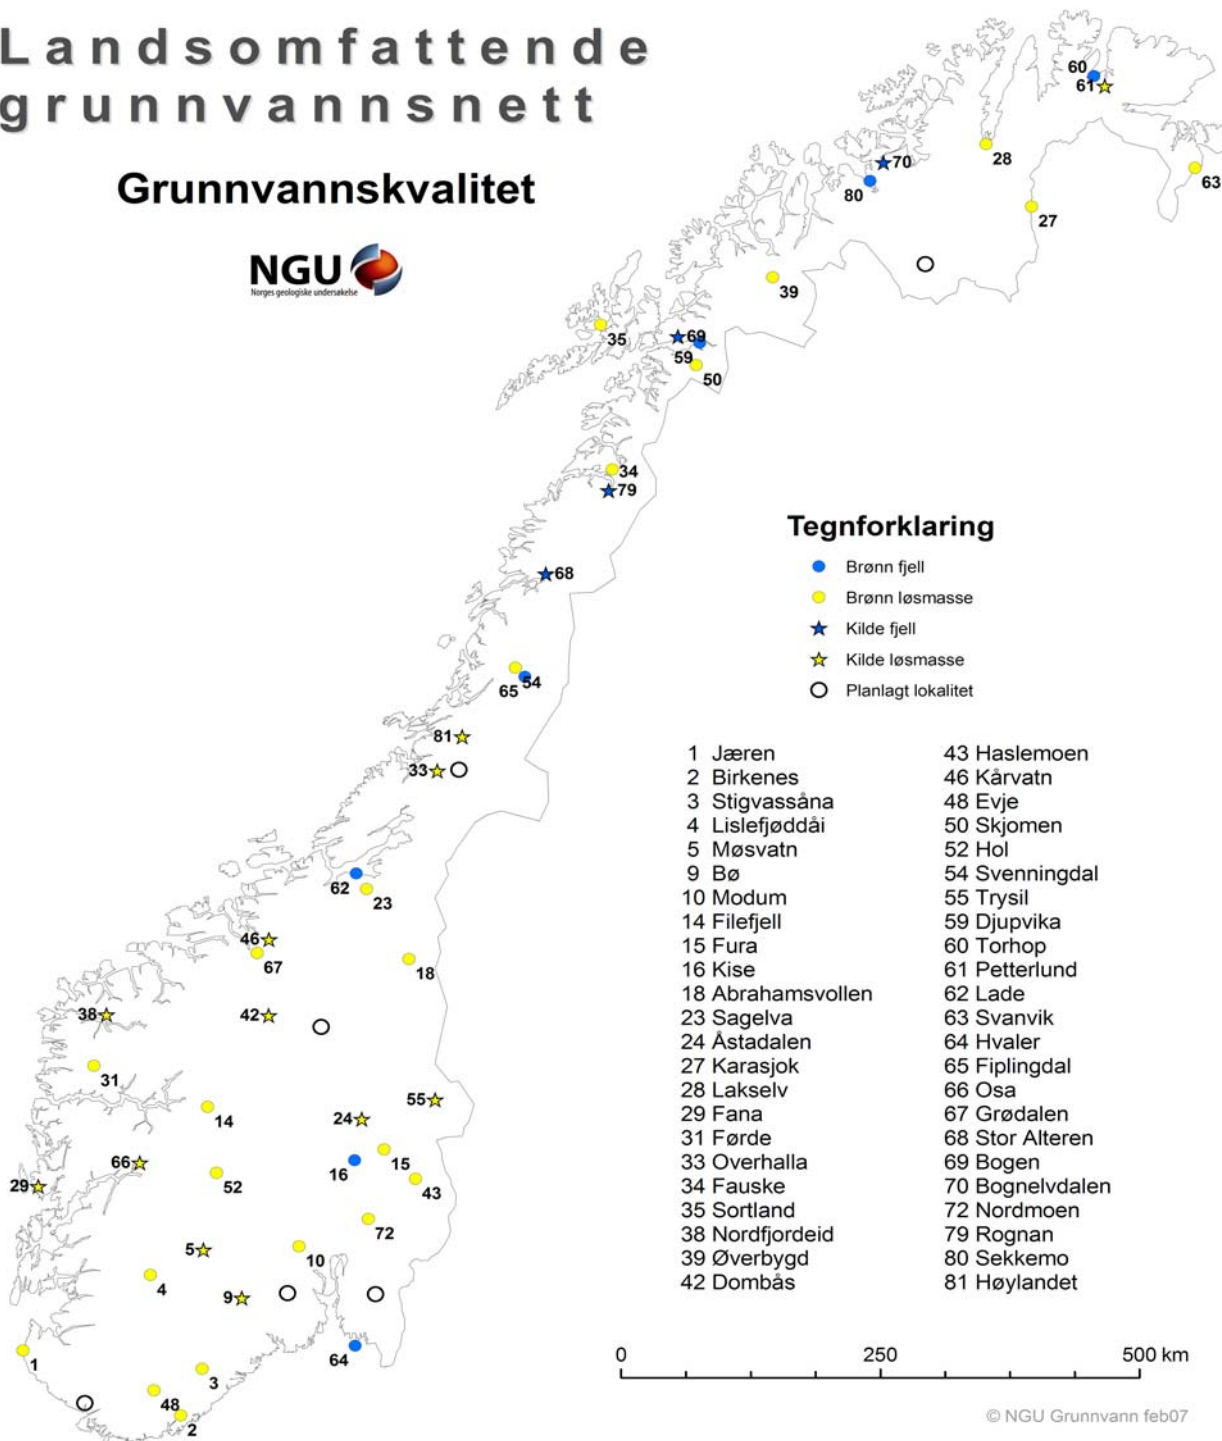 Landsomfattende
grunnvannsnett
Grunnvannskvalitet
NGU
Norges geologiske undersøkelse
60
61
28
63
70
80
27
39
35
69
59
50
34
79
68
65
54
81
33
62
23
46
67
18
38
42
31
55
24
14
66
16
15
29
52
43
72
5
10
4
9
1
64
3
48
2
Tegnforklaring
Brønn fjell
Brønn løsmasse
Kilde fjell
Kilde løsmasse
Planlagt lokalitet
1 Jæren
2 Birkenes
3 Stigvassåna
4 Lislefjøddåi
5 Møsvatn
9 Bø
10 Modum
14 Filefjell
15 Fura
16 Kise
18 Abrahamsvollen
23 Sagelva
24 Åstadalen
27 Karasjok
28 Lakselv
29 Fana
31 Førde
33 Overhalla
34 Fauske
35 Sortland
38 Nordfjordeid
39 Øverbygd
42 Dombås
43 Haslemoen
46 Kårvatn
48 Evje
50 Skjomen
52 Hol
54 Svenningdal
55 Trysil
59 Djupvika
60 Torhop
61 Petterlund
62 Lade
63 Svanvik
64 Hvaler
65 Fiplingdal
66 Osa
67 Grødalen
68 Stor Alteren
69 Bogen
70 Bognelvdalen
72 Nordmoen
79 Rognan
80 Sekkemo
81 Høylandet
0 250 500 km
© NGU Grunnvann feb07